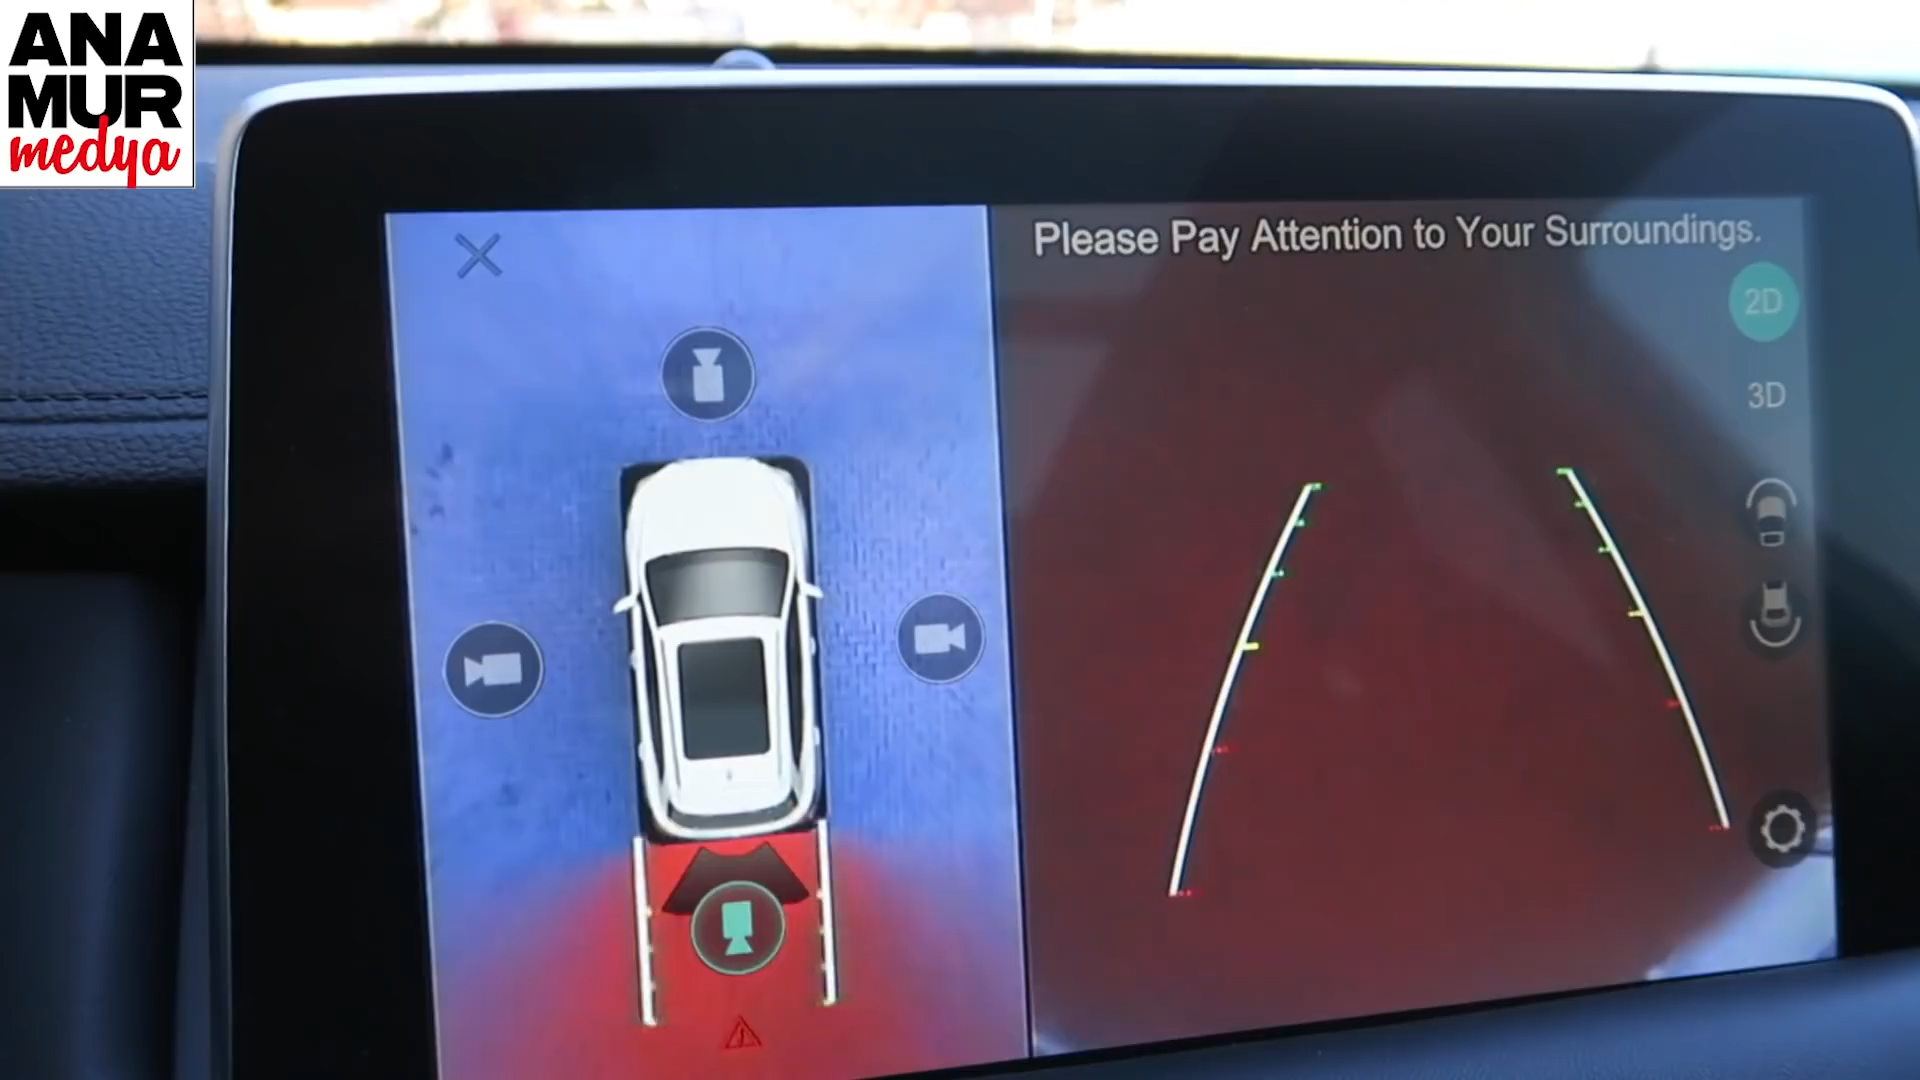 ANA
MUR
medya
Please Pay Attention to Your Surroundings.
2D
3D